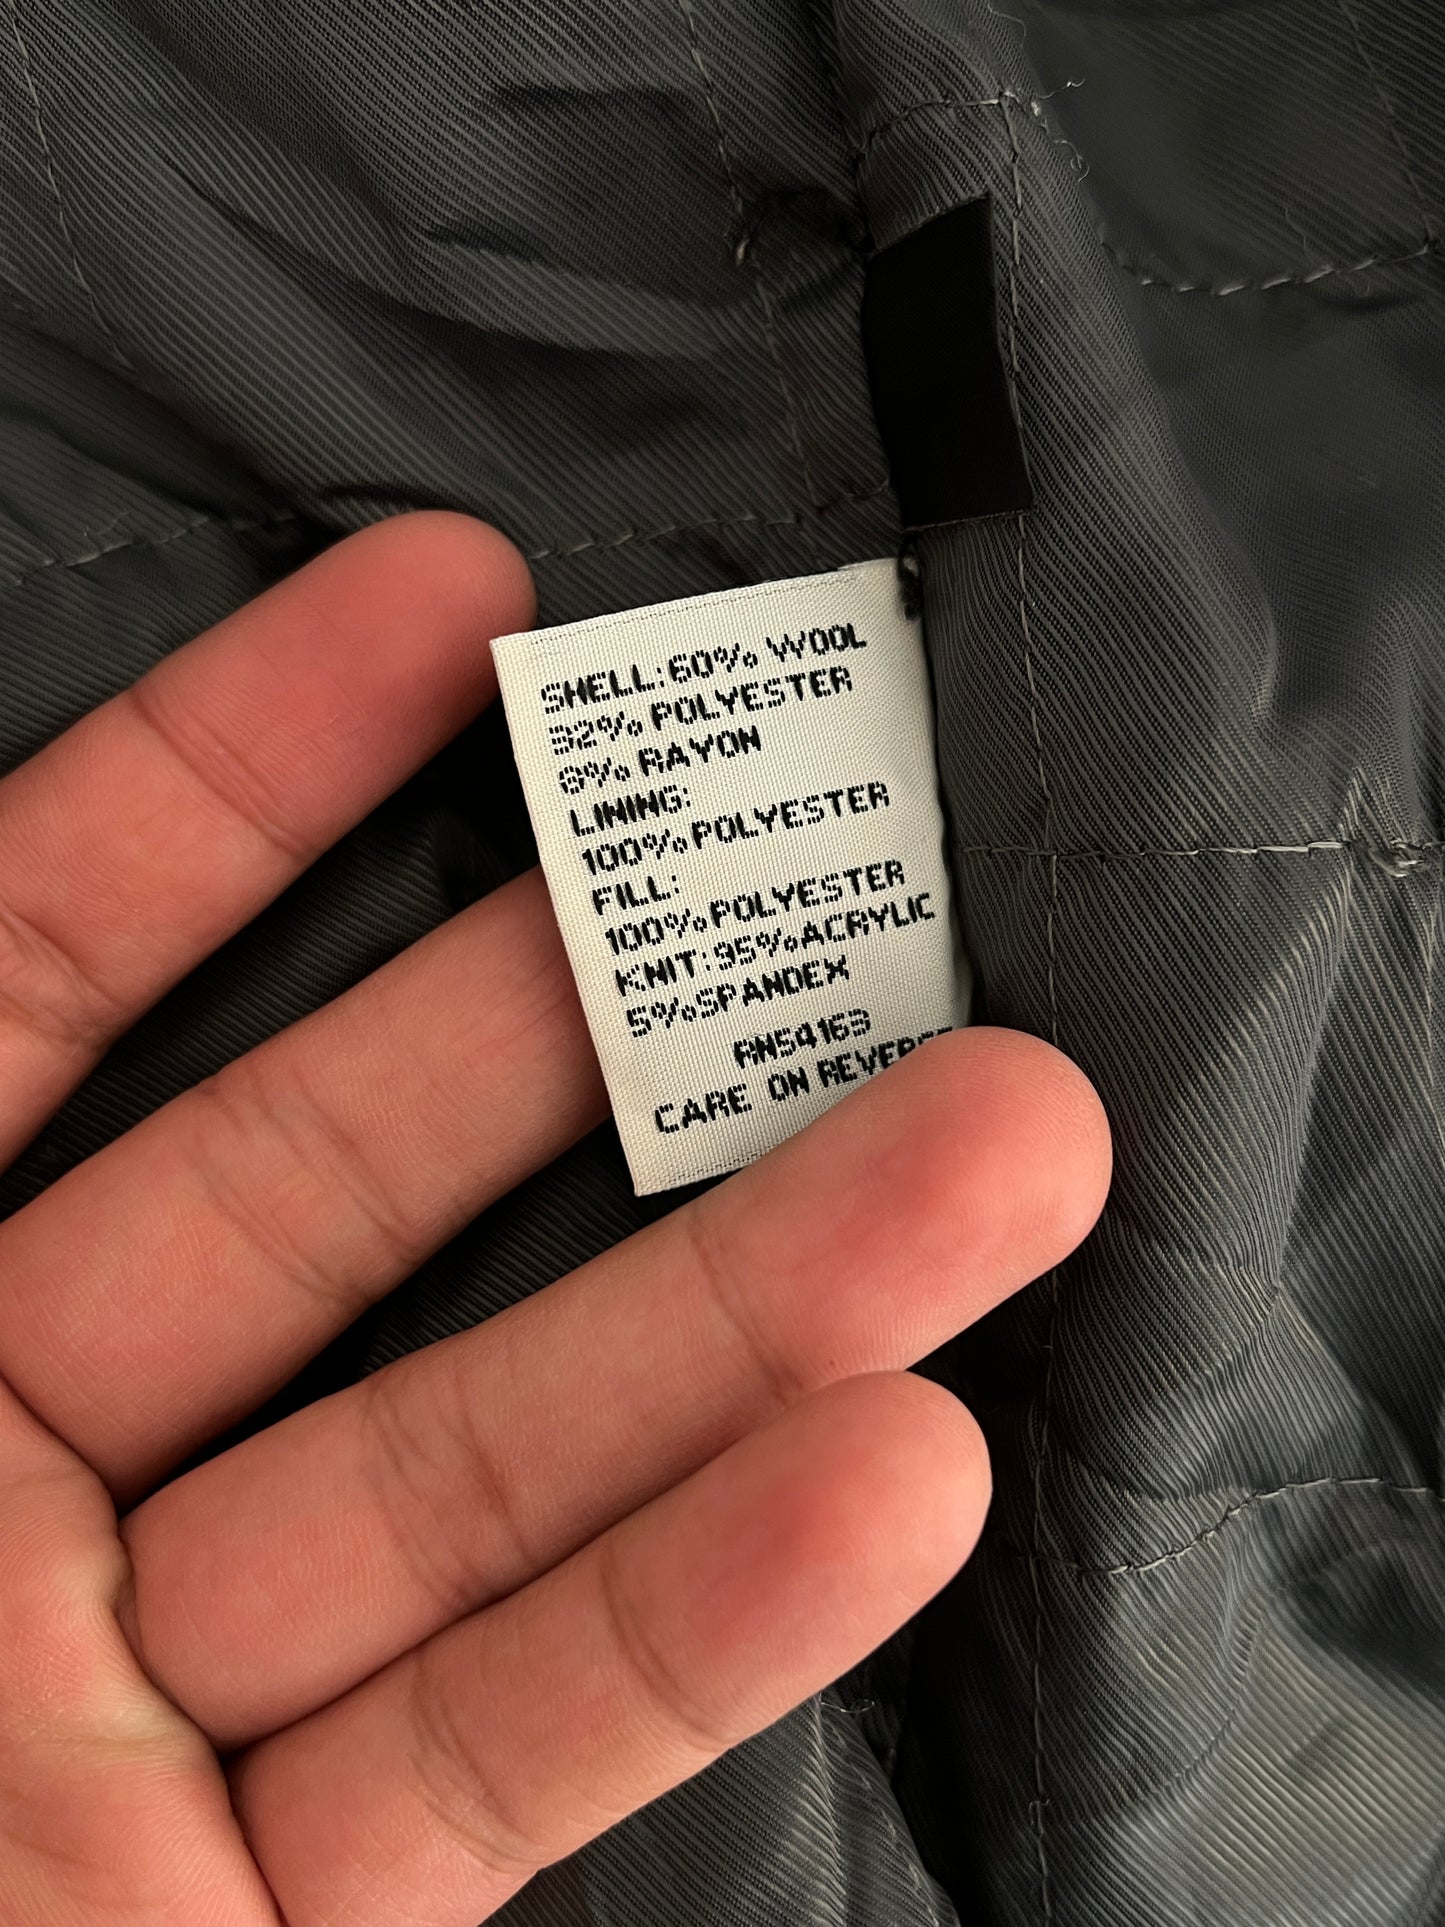 SHELL:60% WOOL
32% POLYESTER
8% RAYON
LINING:
100% POLYESTER
FILL:
100% POLYESTER
KNIT:95% ACRYLIC
5% SPANDEX
RN54163
CARE ON REVERSE